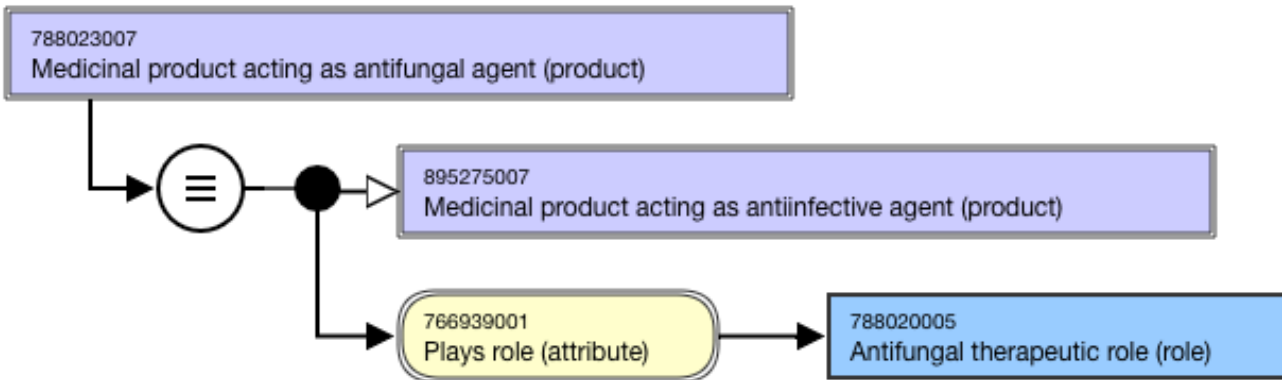 788023007
Medicinal product acting as antifungal agent (product)
895275007
Medicinal product acting as antiinfective agent (product)
766939001
Plays role (attribute)
788020005
Antifungal therapeutic role (role)